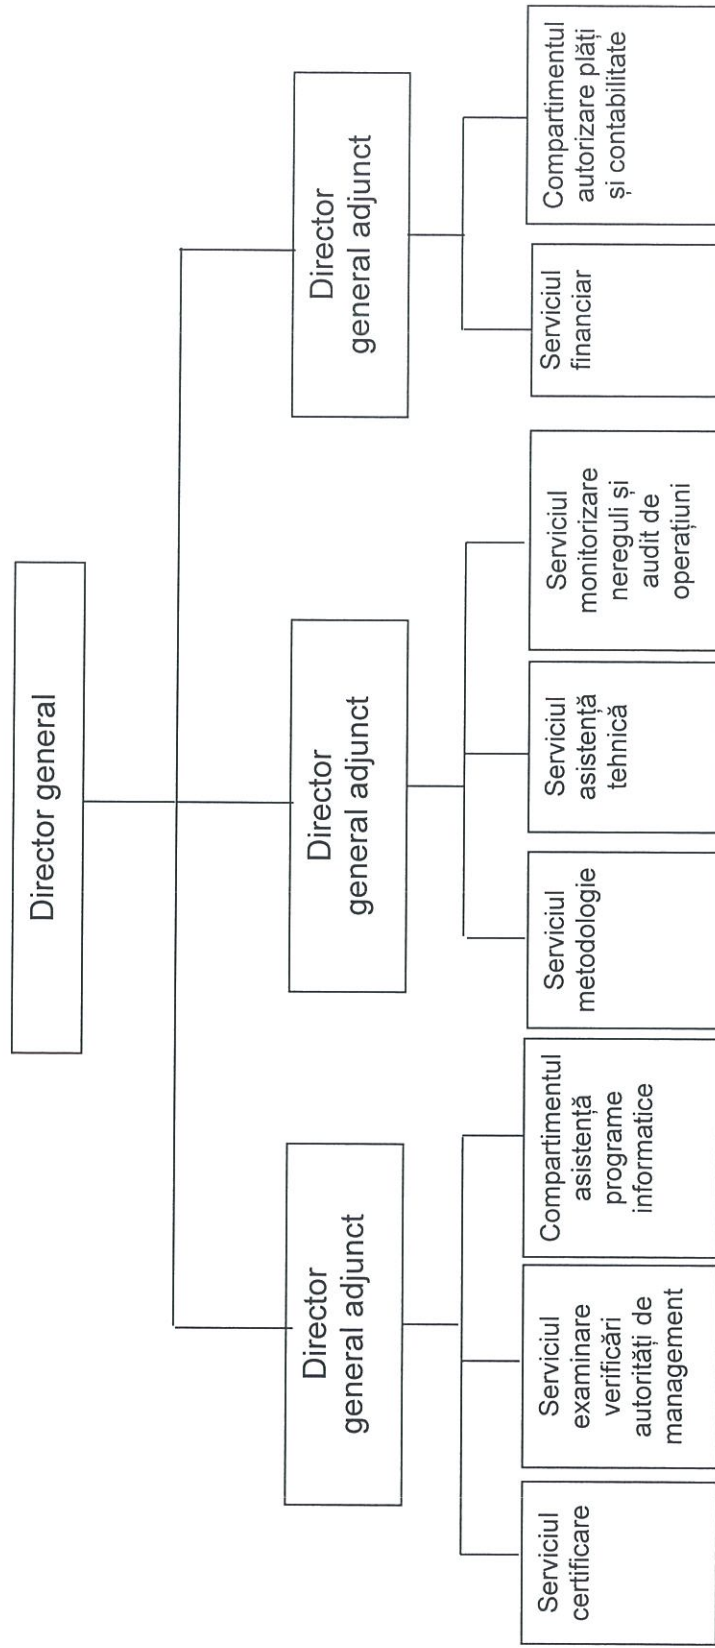 Director general
Director
general adjunct
Director
general adjunct
Director
general adjunct
Serviciul
certificare
Serviciul
examinare
verificări
autorități de
management
Compartimentul
asistență
programe
informatice
Serviciul
metodologie
Serviciul
asistență
tehnică
Serviciul
monitorizare
nereguli și
audit de
operațiuni
Serviciul
financiar
Compartimentul
autorizare plăți
și contabilitate